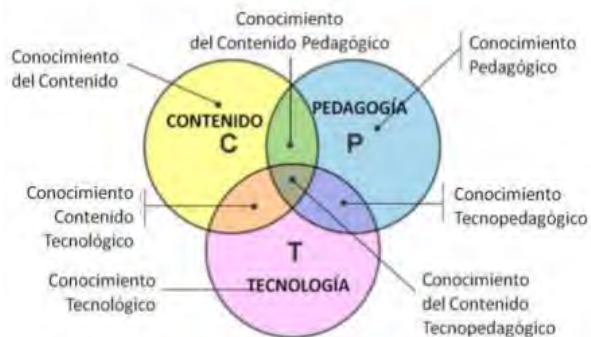 Conocimiento
del Contenido Pedagógico
Conocimiento
del Contenido
Conocimiento
Pedagógico
CONTENIDO
C
PEDAGOGÍA
P
Conocimiento
Contenido
Tecnológico
Conocimiento
Tecnopedagógico
T
TECNOLOGÍA
Conocimiento
Tecnológico
Conocimiento
del Contenido
Tecnopedagógico